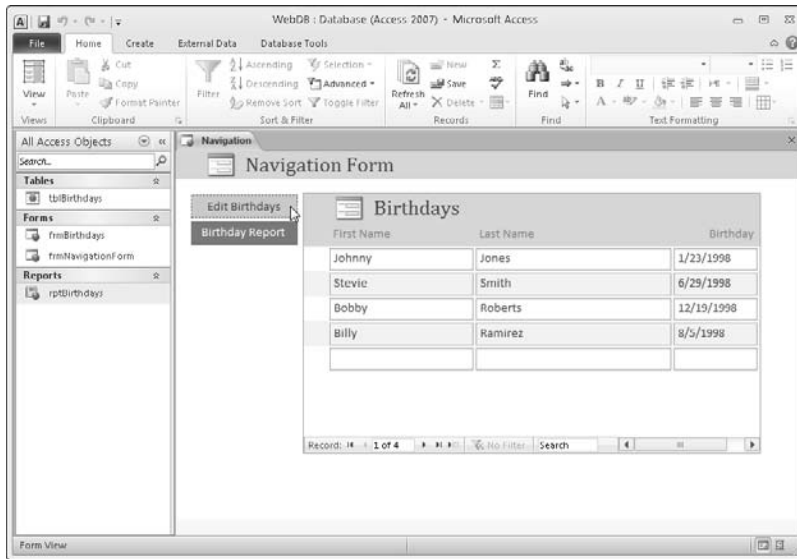 WebDB : Database (Access 2007) - Microsoft Access
File Home Create External Data Database Tools
View
Views
Paste
Cut
Copy
Format Painter
Clipboard
Filter
Ascending
Descending
Remove Sort
Selection
Advanced
Toggle Filter
Sort & Filter
Refresh All
New
Save
Delete
Records
Find
Find
B I U
A
Text Formatting
All Access Objects
Search...
Tables
tblBirthdays
Forms
frmBirthdays
frmNavigationForm
Reports
rptBirthdays
Navigation
Navigation Form
Edit Birthdays
Birthday Report
Birthdays
First Name Last Name Birthday
Johnny Jones 1/23/1998
Stevie Smith 6/29/1998
Bobby Roberts 12/19/1998
Billy Ramirez 8/5/1998
Record: 1 of 4 No Filter Search
Form View